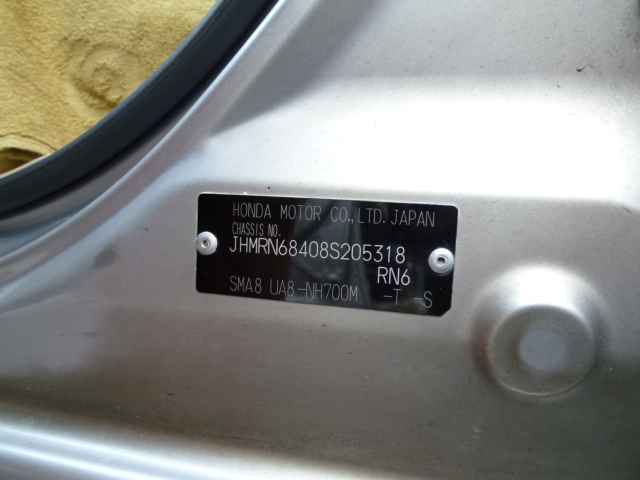 HONDA MOTOR CO.,LTD. JAPAN
CHASSIS NO.
JHMRN68408S205318
RN6
SMA8 UA8-NH700M -T -S